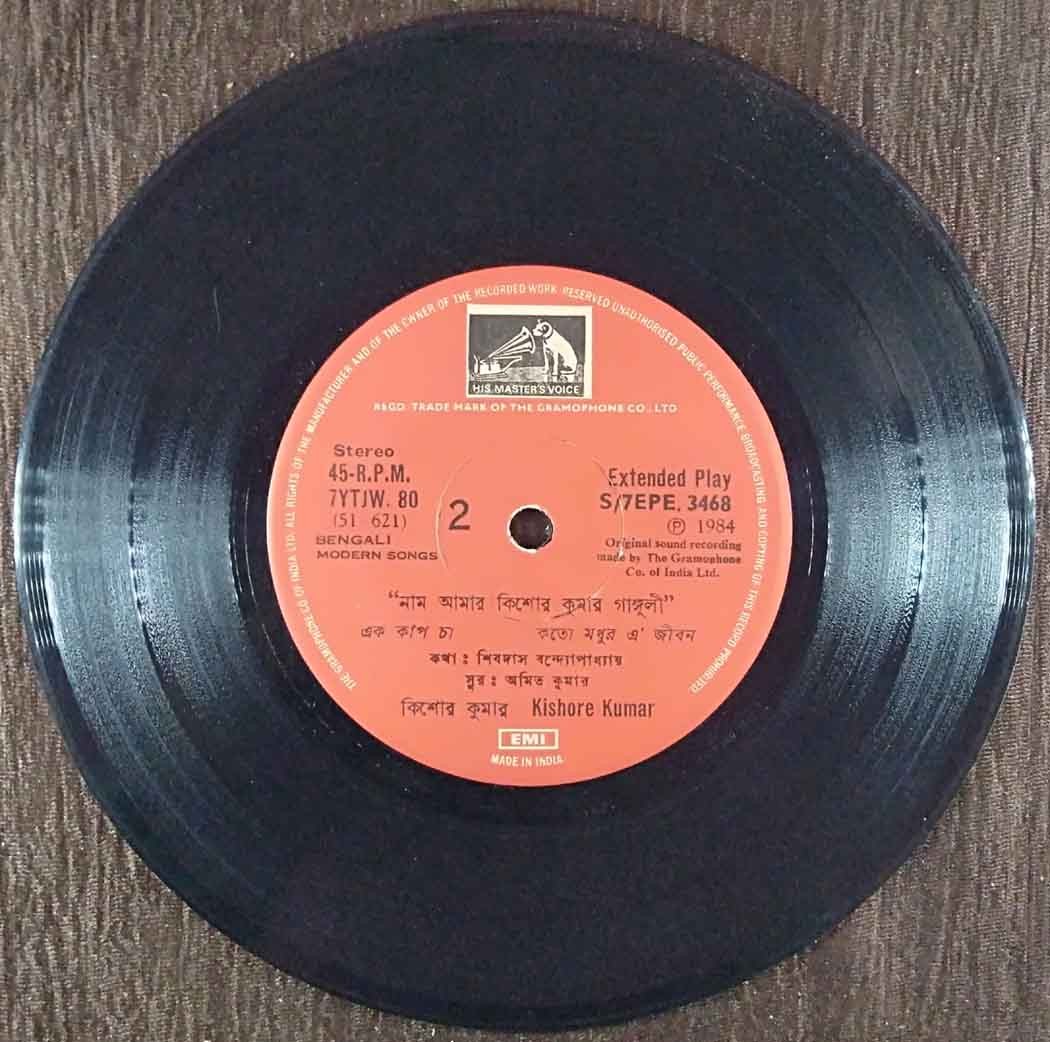 THE GRAMOPHONE CO OF INDIA LTD. ALL RIGHTS OF THE MANUFACTURER AND OF THE OWNER OF THE RECORDED WORK RESERVED UNAUTHORISED PUBLIC PERFORMANCE BROADCASTING AND COPYING OF THIS RECORD PROHIBITED
HIS MASTER'S VOICE
REGD. TRADE MARK OF THE GRAMOPHONE CO., LTD
Stereo
45-R.P.M.
7YTJW. 80
(51 621)
BENGALI
MODERN SONGS
2
Extended Play
S/7EPE. 3468
Ⓟ 1984
Original sound recording
made by The Gramophone
Co. of India Ltd.
"নাম আমার কিশোর কুমার গাঙ্গুলী"
এক কাপ চা কতো মধুর এ' জীবন
কথা : শিবদাস বন্দ্যোপাধ্যায়
সুর : অমিত কুমার
কিশোর কুমার Kishore Kumar
EMI
MADE IN INDIA